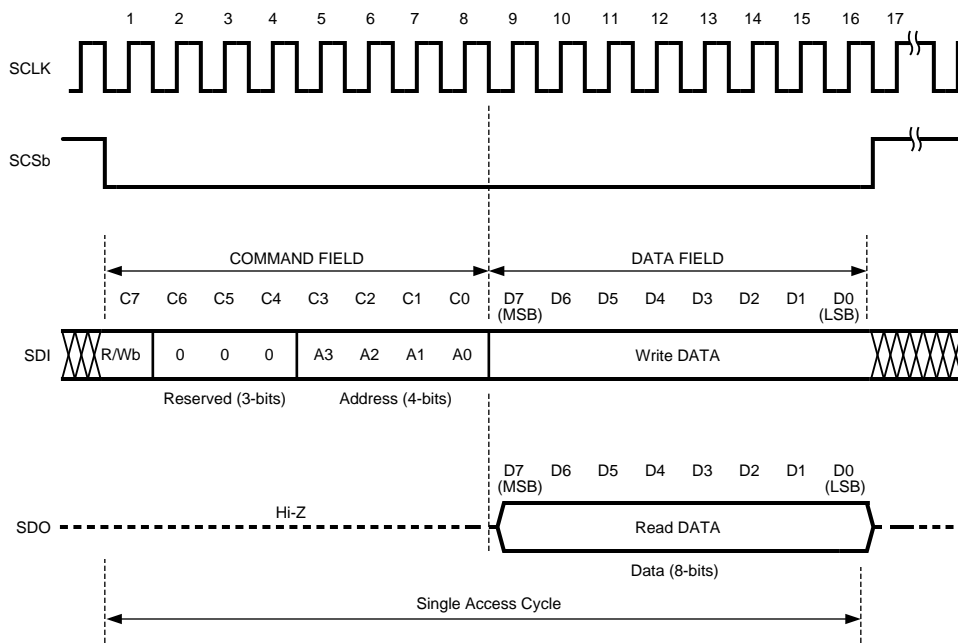 1 2 3 4 5 6 7 8 9 10 11 12 13 14 15 16 17
SCLK
SCSb
COMMAND FIELD DATA FIELD
C7 C6 C5 C4 C3 C2 C1 C0 D7 D6 D5 D4 D3 D2 D1 D0
(MSB) (LSB)
SDI R/Wb 0 0 0 A3 A2 A1 A0 Write DATA
Reserved (3-bits) Address (4-bits)
D7 D6 D5 D4 D3 D2 D1 D0
(MSB) (LSB)
Hi-Z
SDO Read DATA
Data (8-bits)
Single Access Cycle